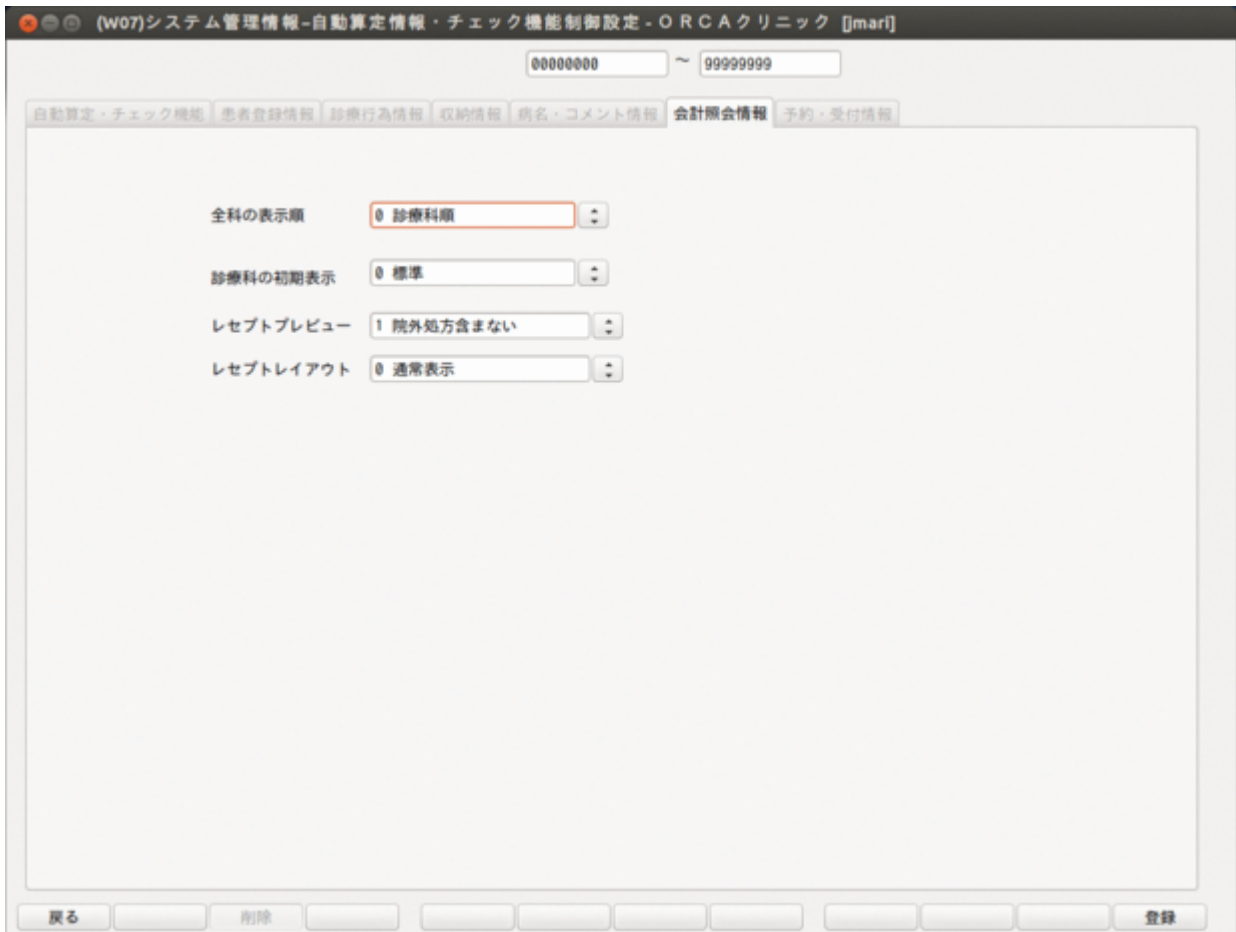 (W07)システム管理情報-自動算定情報・チェック機能制御設定 - ORCAクリニック [jmari]
00000000 ~ 99999999
自動算定・チェック機能 患者登録情報 診療行為情報 収納情報 病名・コメント情報 会計照会情報 予約・受付情報
全科の表示順 0 診療科順
診療科の初期表示 0 標準
レセプトプレビュー 1 院外処方含まない
レセプトレイアウト 0 通常表示
戻る 削除 登録